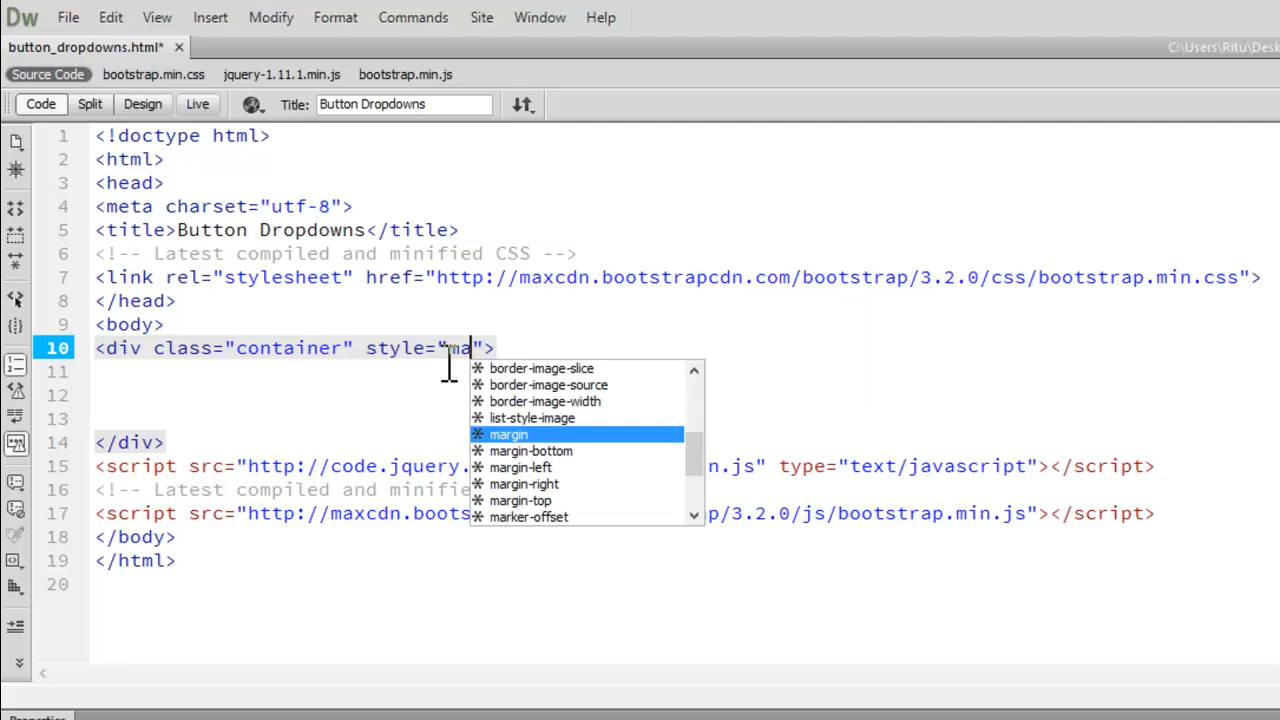 Dw File Edit View Insert Modify Format Commands Site Window Help
button_dropdowns.html* × C:\Users\Ritu\Desk
Source Code bootstrap.min.css jquery-1.11.1.min.js bootstrap.min.js
Code Split Design Live Title: Button Dropdowns
1 <!doctype html>
2 <html>
3 <head>
4 <meta charset="utf-8">
5 <title>Button Dropdowns</title>
6 <!-- Latest compiled and minified CSS -->
7 <link rel="stylesheet" href="http://maxcdn.bootstrapcdn.com/bootstrap/3.2.0/css/bootstrap.min.css">
8 </head>
9 <body>
10 <div class="container" style="ma">
11
12
13
14 </div>
15 <script src="http://code.jquery. n.js" type="text/javascript"></script>
16 <!-- Latest compiled and minifie
17 <script src="http://maxcdn.boots p/3.2.0/js/bootstrap.min.js"></script>
18 </body>
19 </html>
20
border-image-slice
border-image-source
border-image-width
list-style-image
margin
margin-bottom
margin-left
margin-right
margin-top
marker-offset